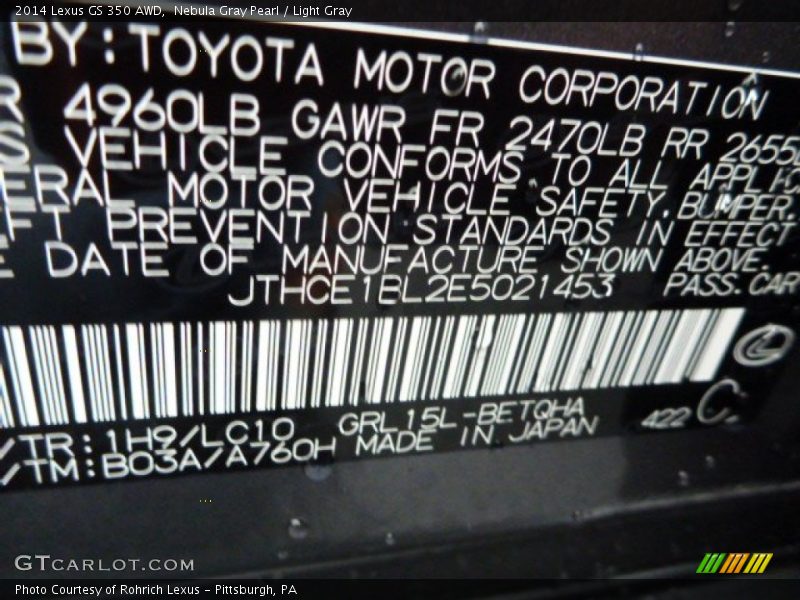 2014 Lexus GS 350 AWD, Nebula Gray Pearl / Light Gray
BY: TOYOTA MOTOR CORPORATION
R 4960LB GAWR FR 2470LB RR 2655
S VEHICLE CONFORMS TO ALL
ERAL MOTOR VEHICLE SAFETY, BUMPER,
FT PREVENTION STANDARDS IN EFFECT
E DATE OF MANUFACTURE SHOWN ABOVE.
JTHCE1BL2E5021453 PASS.CAR
/TR: 1H9/LC10 GRL15L-BETQHA 422 C.
/TM: B03A/A760H MADE IN JAPAN
GTCARLOT.COM
Photo Courtesy of Rohrich Lexus - Pittsburgh, PA